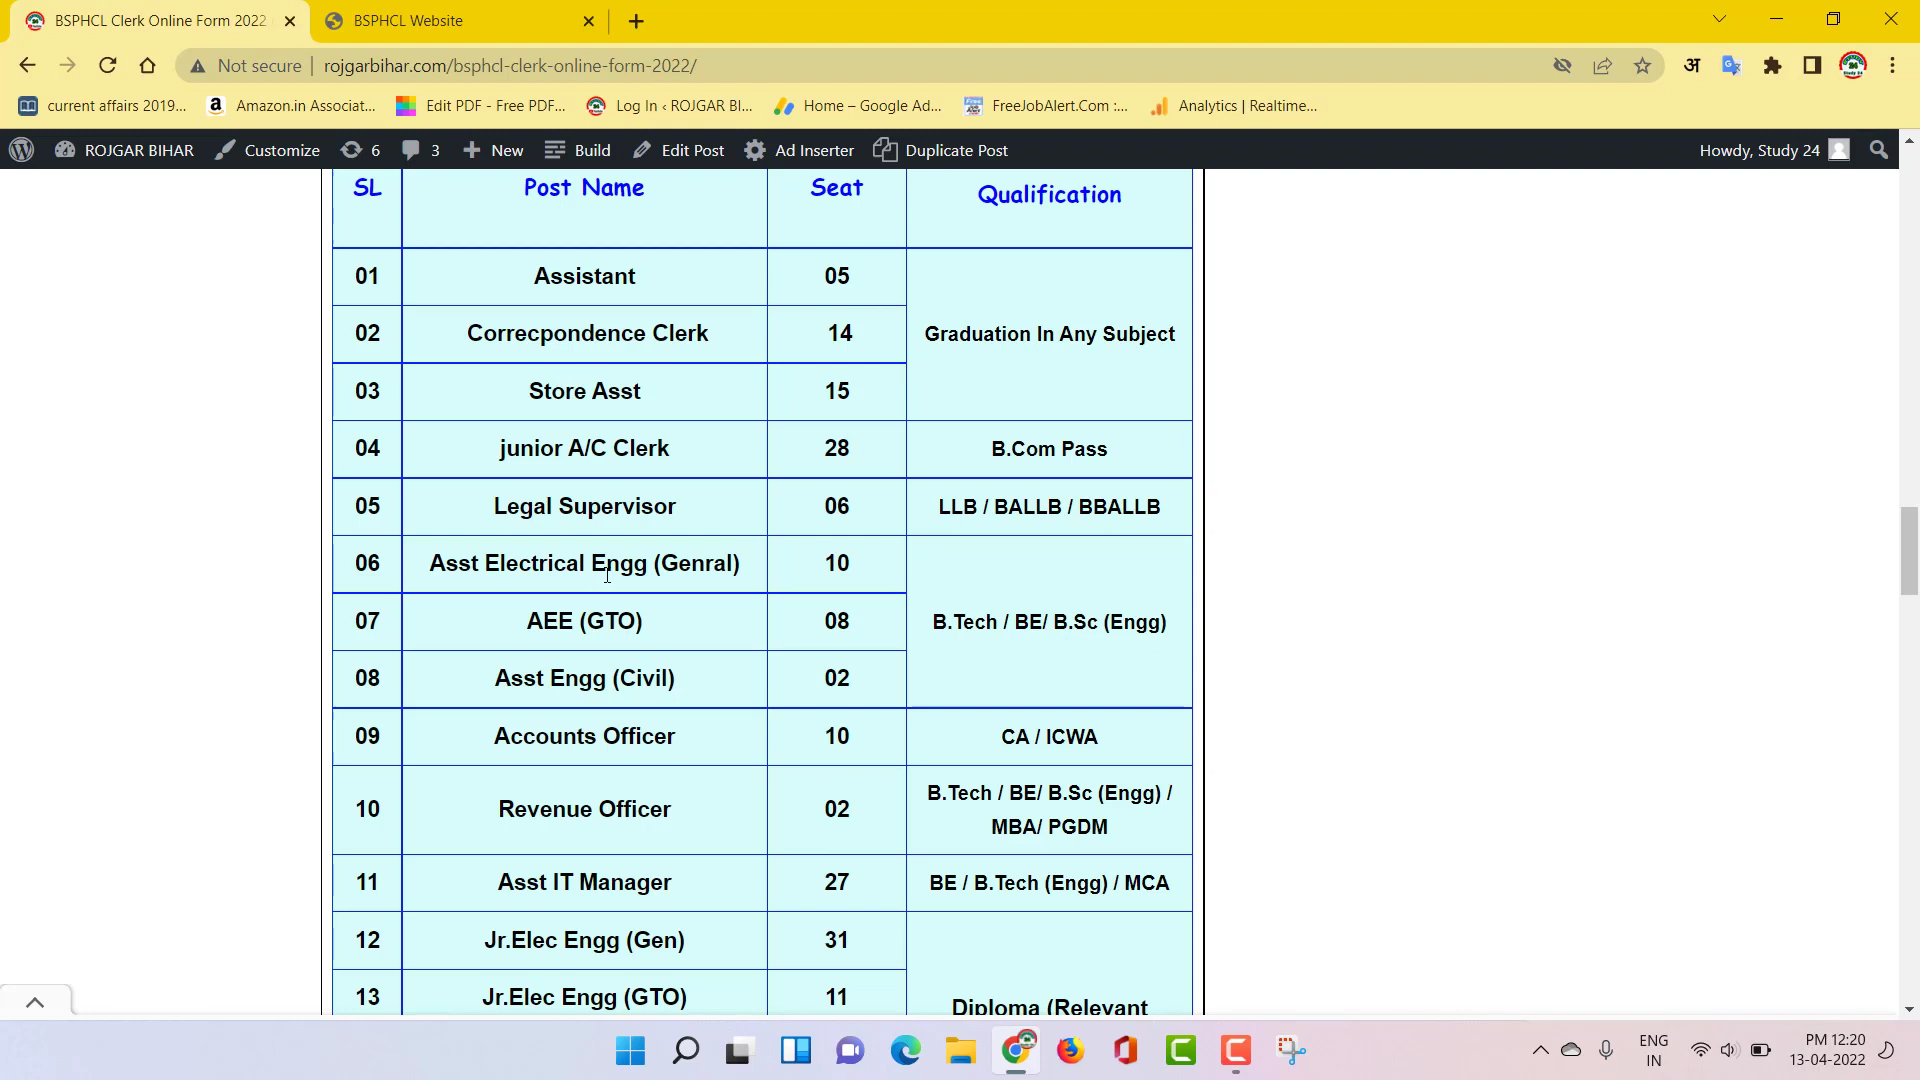 BSPHCL Clerk Online Form 2022
BSPHCL Website
Not secure
rojgarbihar.com/bsphcl-clerk-online-form-2022/
अ
current affairs 2019...
Amazon.in Associat...
Edit PDF - Free PDF...
Log In ‹ ROJGAR BI...
Home – Google Ad...
FreeJobAlert.Com :...
Analytics | Realtime...
ROJGAR BIHAR
Customize
6
3
New
Build
Edit Post
Ad Inserter
Duplicate Post
Howdy, Study 24
SL Post Name Seat Qualification
01 Assistant 05
02 Correcpondence Clerk 14 Graduation In Any Subject
03 Store Asst 15
04 junior A/C Clerk 28 B.Com Pass
05 Legal Supervisor 06 LLB / BALLB / BBALLB
06 Asst Electrical Engg (Genral) 10
07 AEE (GTO) 08 B.Tech / BE/ B.Sc (Engg)
08 Asst Engg (Civil) 02
09 Accounts Officer 10 CA / ICWA
10 Revenue Officer 02 B.Tech / BE/ B.Sc (Engg) /
MBA/ PGDM
11 Asst IT Manager 27 BE / B.Tech (Engg) / MCA
12 Jr.Elec Engg (Gen) 31
13 Jr.Elec Engg (GTO) 11 Diploma (Relevant
ENG
IN
PM 12:20
13-04-2022